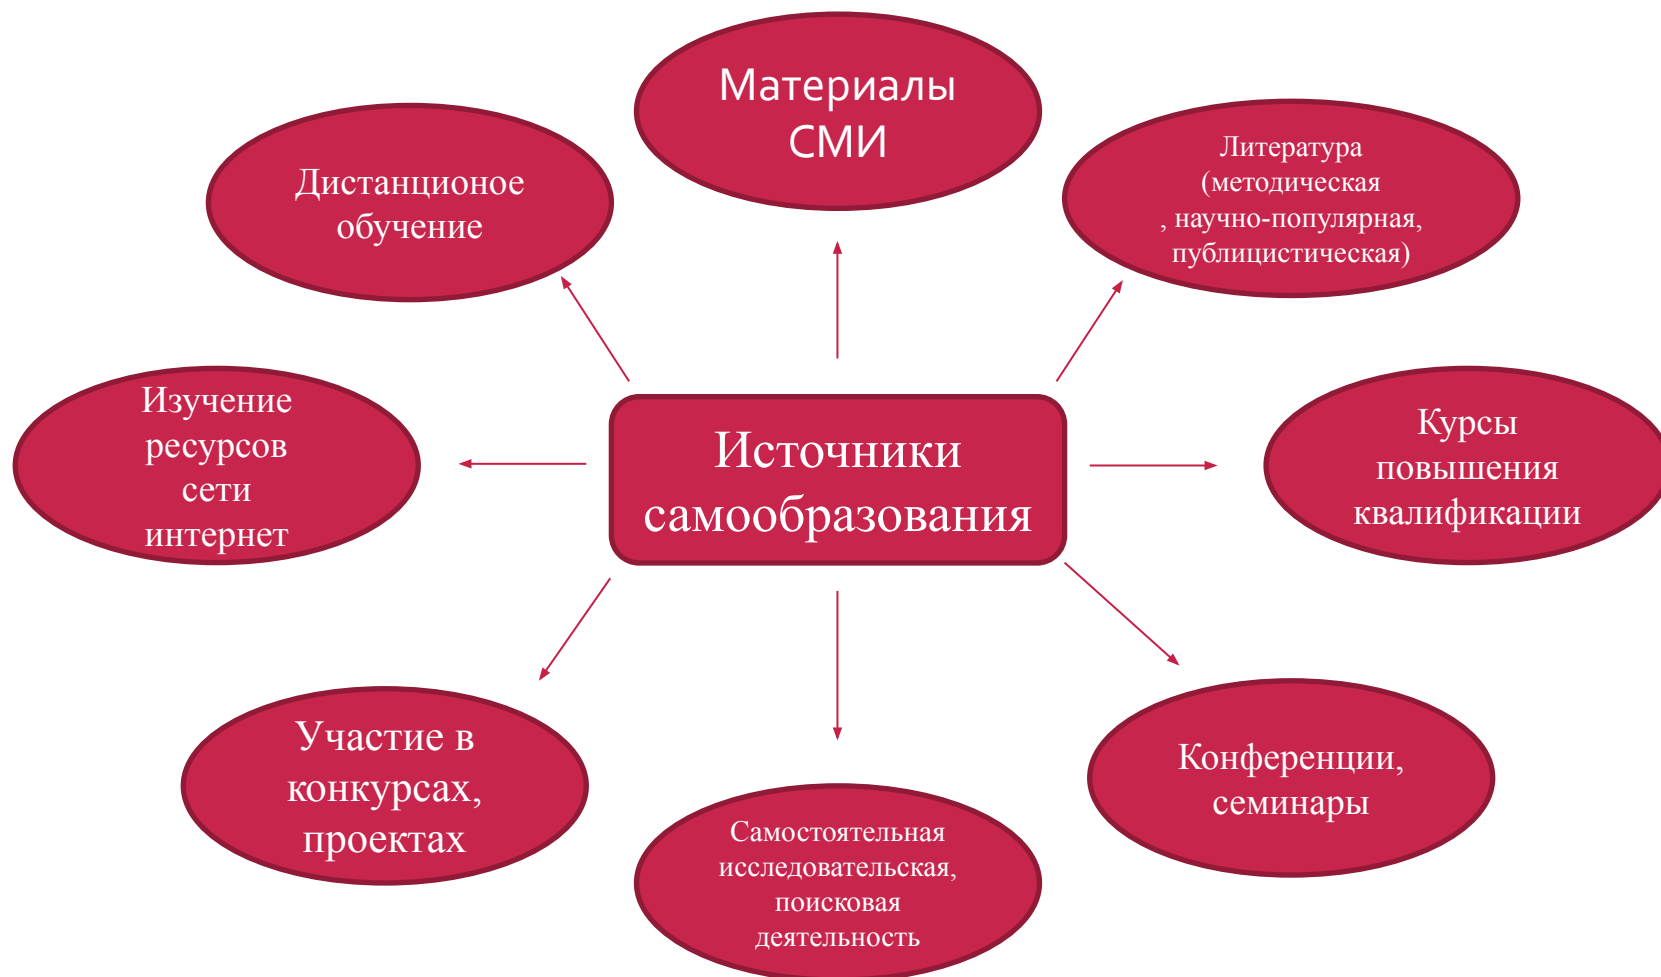 Материалы
СМИ
Дистанционое
обучение
Литература
(методическая
, научно-популярная,
публицистическая)
Изучение
ресурсов
сети
интернет
Источники
самообразования
Курсы
повышения
квалификации
Участие в
конкурсах,
проектах
Самостоятельная
исследовательская,
поисковая
деятельность
Конференции,
семинары